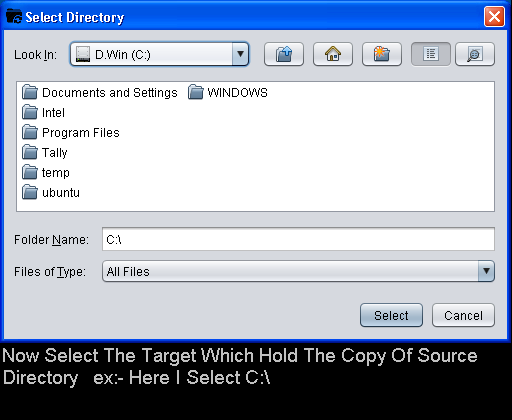 Select Directory
Look In: D.Win (C:)
Documents and Settings WINDOWS
Intel
Program Files
Tally
temp
ubuntu
Folder Name: C:\
Files of Type: All Files
Select Cancel
Now Select The Target Which Hold The Copy Of Source
Directory ex:- Here I Select C:\